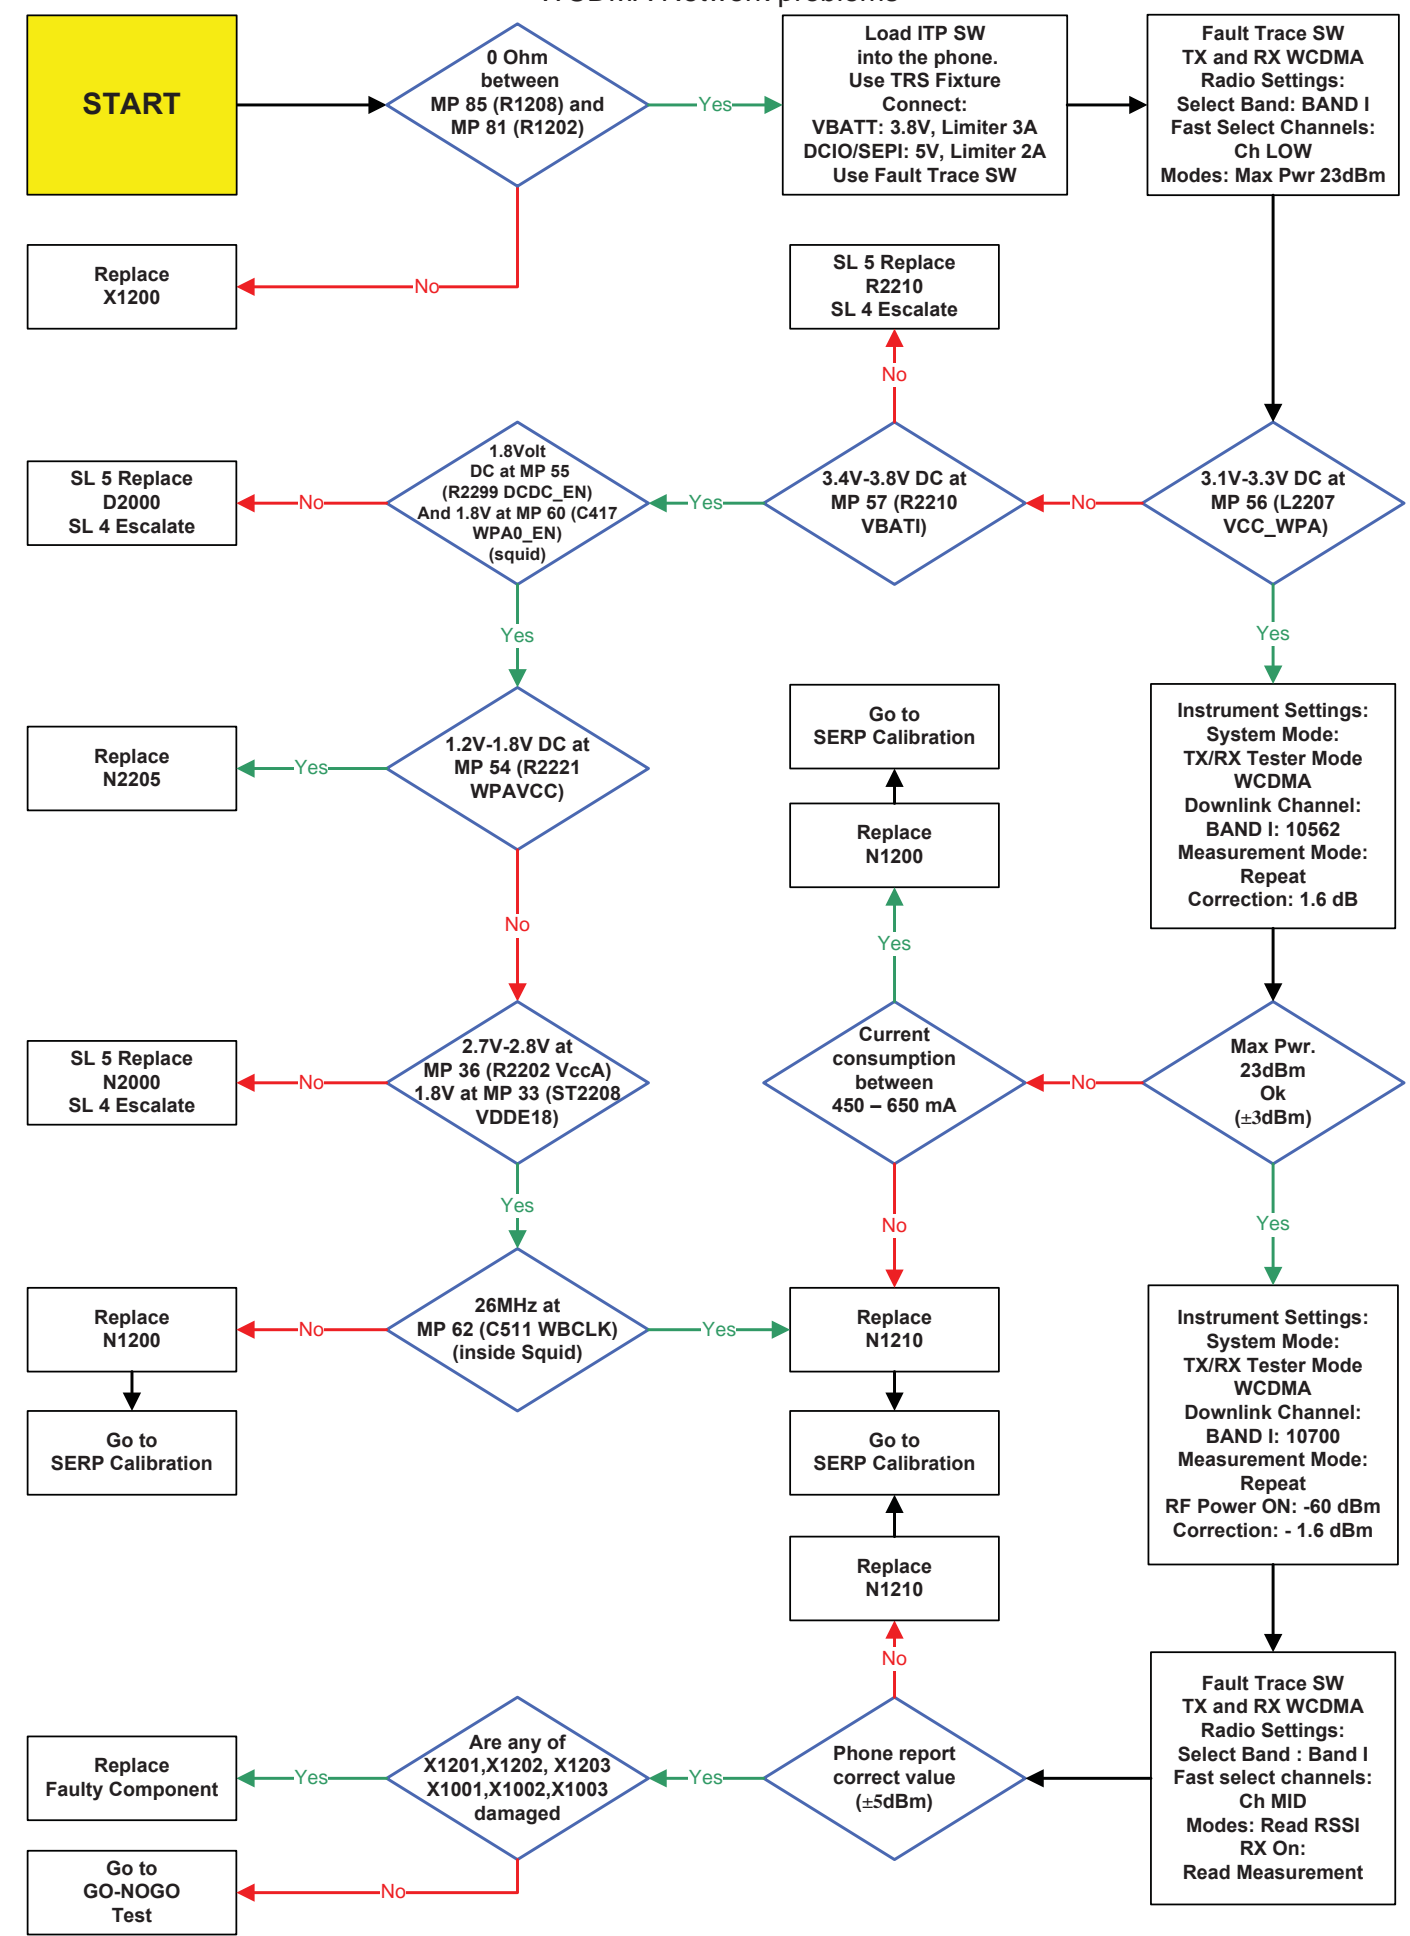 WCDMA Network problems
START
0 Ohm
between
MP 85 (R1208) and
MP 81 (R1202)
Yes
Load ITP SW
into the phone.
Use TRS Fixture
Connect:
VBATT: 3.8V, Limiter 3A
DCIO/SEPI: 5V, Limiter 2A
Use Fault Trace SW
Fault Trace SW
TX and RX WCDMA
Radio Settings:
Select Band: BAND I
Fast Select Channels:
Ch LOW
Modes: Max Pwr 23dBm
Replace
X1200
No
SL 5 Replace
R2210
SL 4 Escalate
No
SL 5 Replace
D2000
SL 4 Escalate
No
1.8Volt
DC at MP 55
(R2299 DCDC_EN)
And 1.8V at MP 60 (C417
WPA0_EN)
(squid)
Yes
3.4V-3.8V DC at
MP 57 (R2210
VBATI)
No
3.1V-3.3V DC at
MP 56 (L2207
VCC_WPA)
Yes
Yes
Replace
N2205
Yes
1.2V-1.8V DC at
MP 54 (R2221
WPAVCC)
Go to
SERP Calibration
Replace
N1200
Instrument Settings:
System Mode:
TX/RX Tester Mode
WCDMA
Downlink Channel:
BAND I: 10562
Measurement Mode:
Repeat
Correction: 1.6 dB
No
Yes
SL 5 Replace
N2000
SL 4 Escalate
No
2.7V-2.8V at
MP 36 (R2202 VccA)
1.8V at MP 33 (ST2208
VDDE18)
Current
consumption
between
450 – 650 mA
No
Max Pwr.
23dBm
Ok
(±3dBm)
Yes
No
Yes
Replace
N1200
No
26MHz at
MP 62 (C511 WBCLK)
(inside Squid)
Yes
Replace
N1210
Instrument Settings:
System Mode:
TX/RX Tester Mode
WCDMA
Downlink Channel:
BAND I: 10700
Measurement Mode:
Repeat
RF Power ON: -60 dBm
Correction: - 1.6 dBm
Go to
SERP Calibration
Go to
SERP Calibration
Replace
N1210
No
Replace
Faulty Component
Yes
Are any of
X1201,X1202, X1203
X1001,X1002,X1003
damaged
Yes
Phone report
correct value
(±5dBm)
Fault Trace SW
TX and RX WCDMA
Radio Settings:
Select Band : Band I
Fast select channels:
Ch MID
Modes: Read RSSI
RX On:
Read Measurement
Go to
GO-NOGO
Test
No